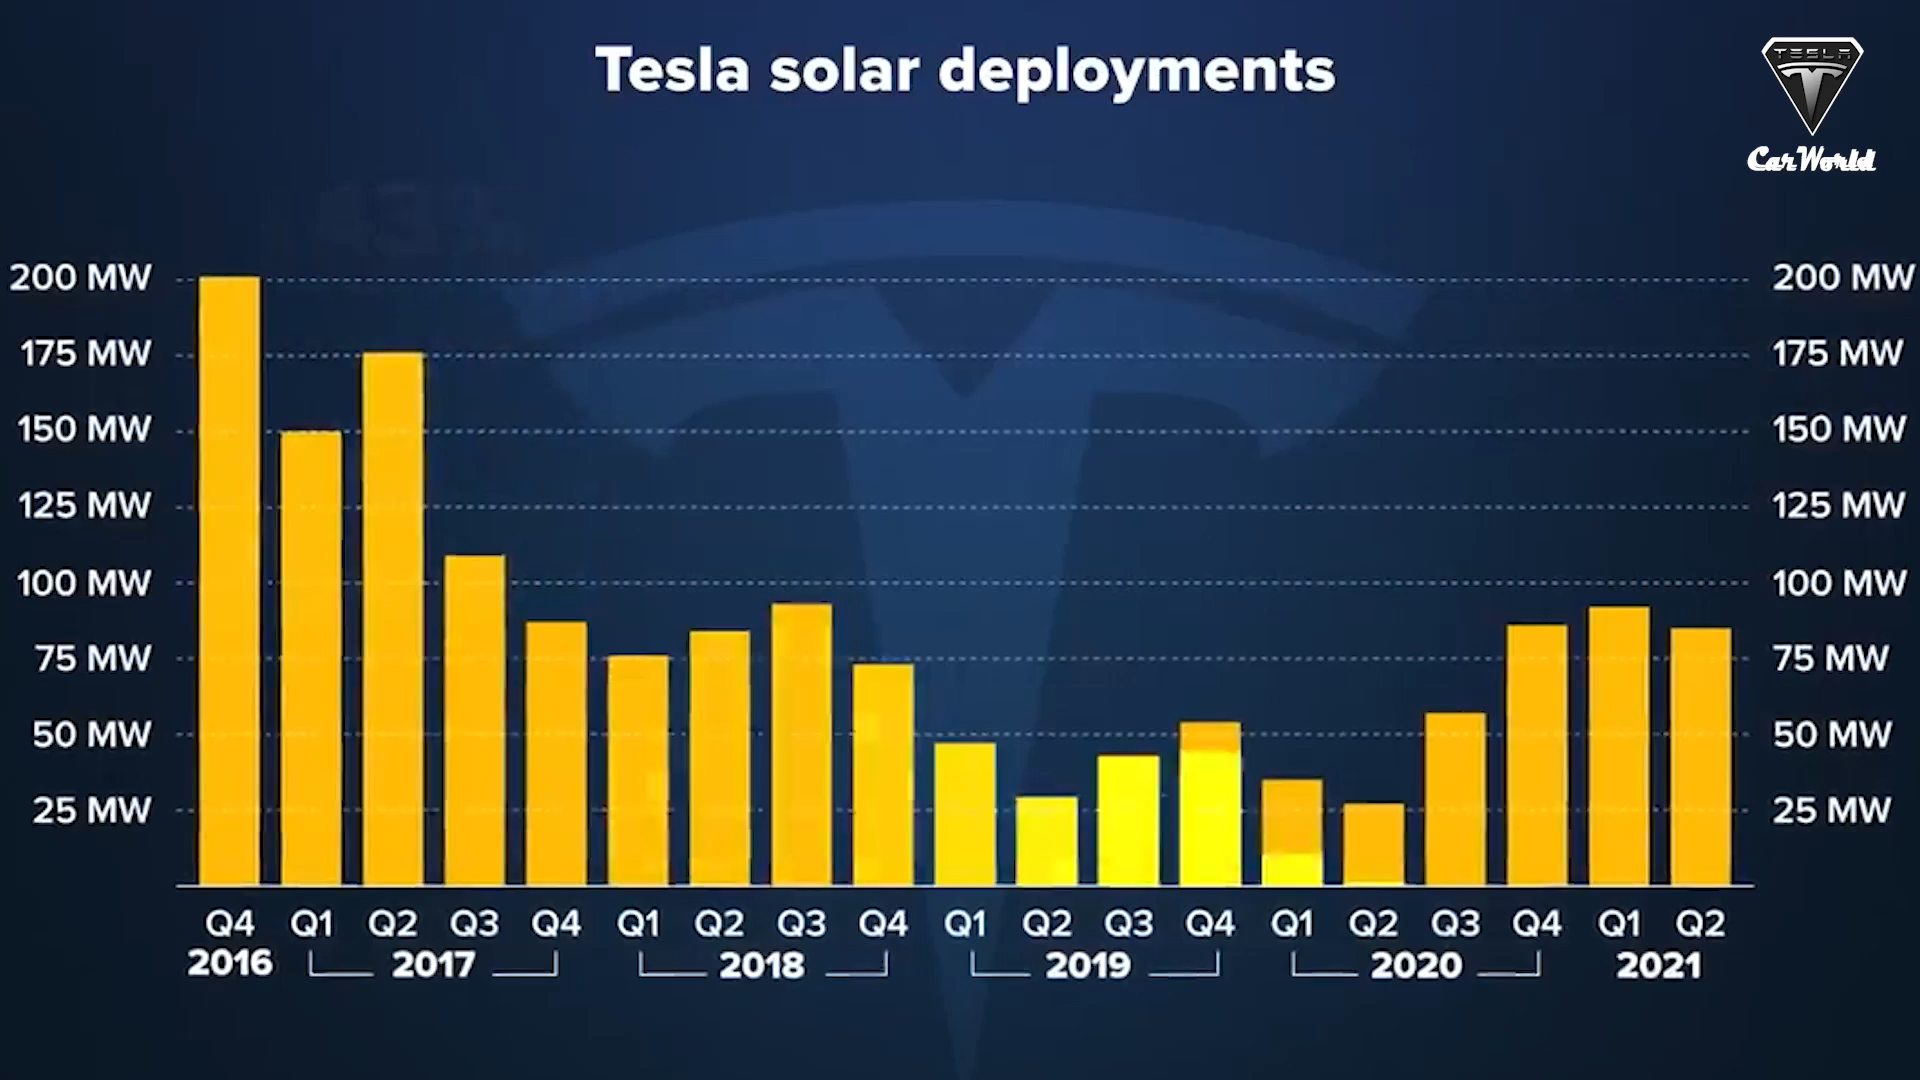 Tesla solar deployments
TESLA
CarWorld
200 MW
175 MW
150 MW
125 MW
100 MW
75 MW
50 MW
25 MW
200 MW
175 MW
150 MW
125 MW
100 MW
75 MW
50 MW
25 MW
Q4 Q1 Q2 Q3 Q4 Q1 Q2 Q3 Q4 Q1 Q2 Q3 Q4 Q1 Q2 Q3 Q4 Q1 Q2
2016 2017 2018 2019 2020 2021